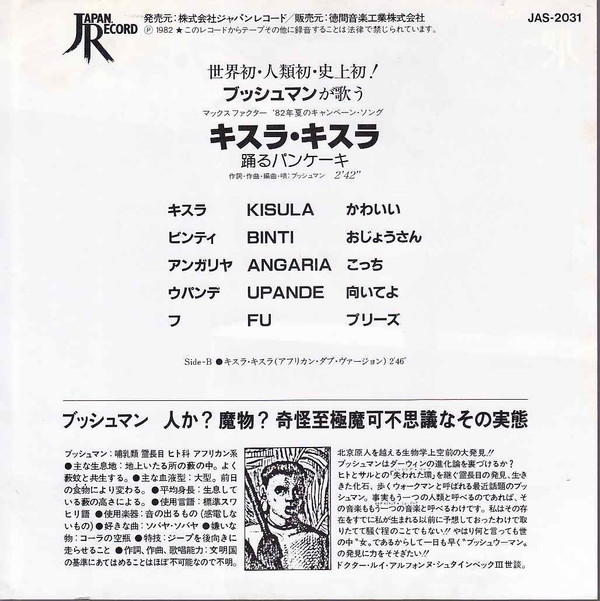 JAPAN RECORD
発売元:株式会社ジャパンレコード/販売元:徳間音楽工業株式会社
Ⓟ 1982 ★このレコードからテープその他に録音することは法律で禁じられています。
JAS-2031
世界初・人類初・史上初!
ブッシュマンが歌う
マックスファクター '82年夏のキャンペーン・ソング
キスラ・キスラ
踊るパンケーキ
作詞・作曲・編曲・唄:ブッシュマン 2'42"
キスラ KISULA かわいい
ビンティ BINTI おじょうさん
アンガリヤ ANGARIA こっち
ウパンデ UPANDE 向いてよ
フ FU プリーズ
Side-B ●キスラ・キスラ(アフリカン・ダブ・ヴァージョン) 2'46"
ブッシュマン 人か?魔物?奇怪至極魔可不思議なその実態
ブッシュマン:哺乳類 霊長目 ヒト科 アフリカン系
●主な生息地:地上いたる所の藪の中。よく
藪蚊と共生する。●主な血液型:大型。前日
の食物により変わる。●平均身長:生息して
いる藪の高さによる。●使用言語:標準スワ
ヒリ語 ●使用楽器:音の出るもの(感電しな
いもの) ●好きな曲:ソバヤ・ソバヤ ●嫌いな
物:コーラの空瓶 ●特技:ジープを後向きに
走らせること ●作詞、作曲、歌唱能力:文明国
の基準にあてはめることはほぼ不可能なので不明。
北京原人を越える生物学上空前の大発見!!
ブッシュマンはダーウィンの進化論を裏づけるか?
ヒトとサルとの「失われた環」を継ぐ霊長目の発見、生
きた化石、歩くウォークマンと呼ばれる最近話題のブッ
シュマン。事実もう一つの人類と呼べるのであれば、そ
の音楽ももう一つの音楽と呼べるわけです。私はその存
在をすでに私が生まれる以前に予想しておったわけで取
りたてて騒ぐ程のことでもない!! やはり何と言っても世
の中“女”であるからして一日も早く“ブッシュウーマン”
の発見に力をそそぎたい!!
ドクター・ルイ・アルフォンヌ・シュタインベックIII世談。